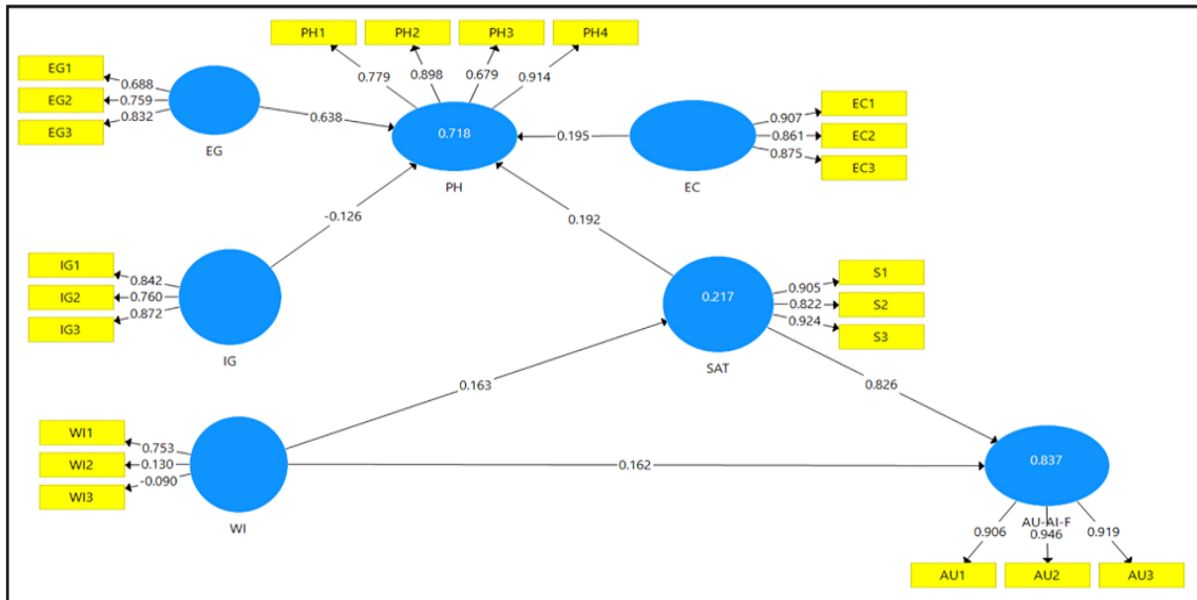 PH1 PH2 PH3 PH4
0.779 0.898 0.679 0.914
EG1
EG2
EG3
0.688
0.759
0.832
EG
0.638
0.718
PH
0.195
EC
0.907
0.861
0.875
EC1
EC2
EC3
-0.126
0.192
IG1
IG2
IG3
0.842
0.760
0.872
IG
0.217
SAT
0.905
0.822
0.924
S1
S2
S3
0.163
0.826
WI1
WI2
WI3
0.753
0.130
-0.090
WI
0.162
0.837
AU-AI-F
0.906 0.946 0.919
AU1 AU2 AU3